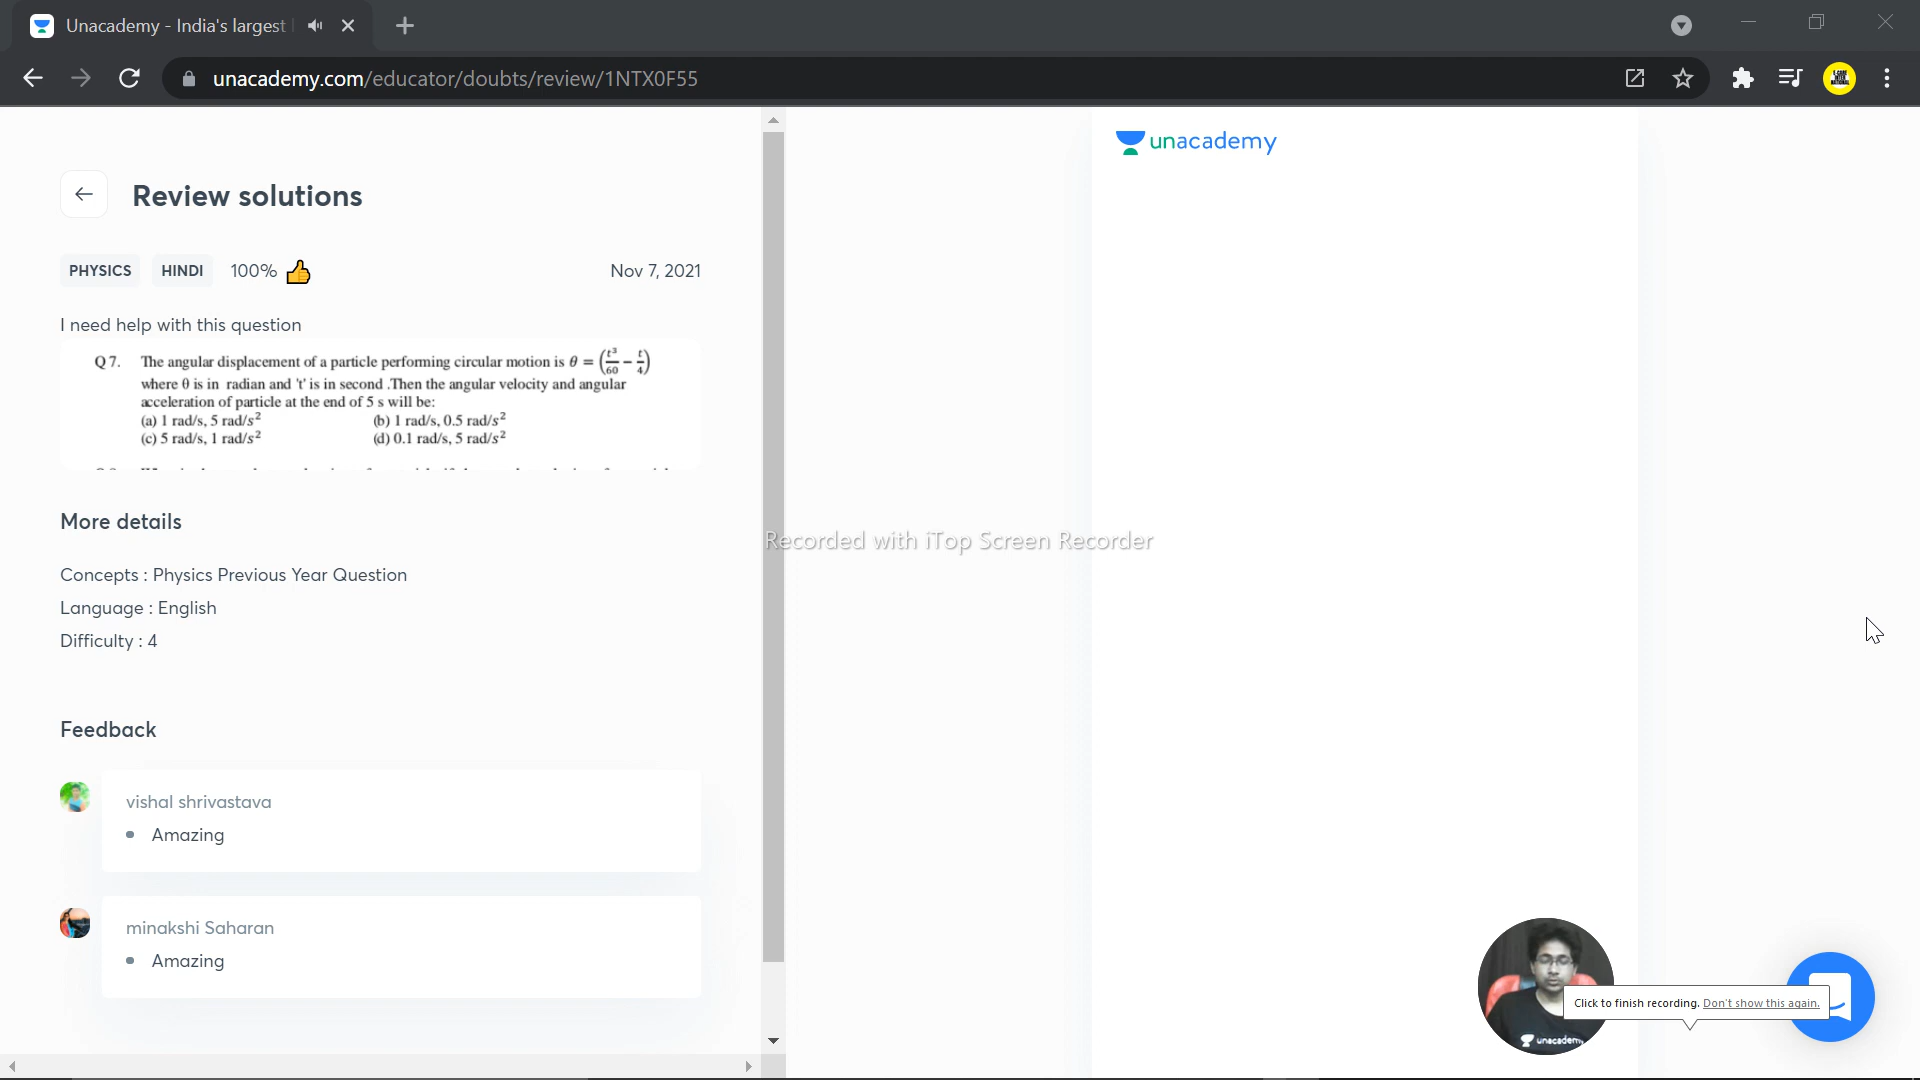 Unacademy - India's largest
unacademy.com/educator/doubts/review/1NTX0F55
unacademy
Review solutions
PHYSICS HINDI 100% 👍 Nov 7, 2021
I need help with this question
Q 7. The angular displacement of a particle performing circular motion is θ = (t³/60 − t/4)
where θ is in radian and 't' is in second .Then the angular velocity and angular
acceleration of particle at the end of 5 s will be:
(a) 1 rad/s, 5 rad/s² (b) 1 rad/s, 0.5 rad/s²
(c) 5 rad/s, 1 rad/s² (d) 0.1 rad/s, 5 rad/s²
More details
Recorded with iTop Screen Recorder
Concepts : Physics Previous Year Question
Language : English
Difficulty : 4
Feedback
vishal shrivastava
• Amazing
minakshi Saharan
• Amazing
Click to finish recording. Don't show this again.
unacademy